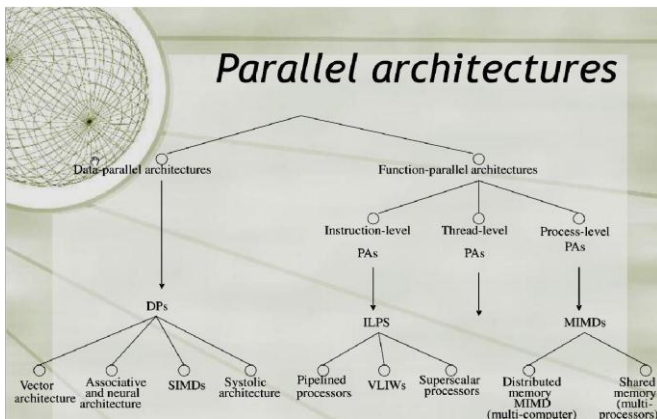 Parallel architectures
Data-parallel architectures
Function-parallel architectures
Instruction-level
PAs
Thread-level
PAs
Process-level
PAs
DPs
ILPS
MIMDs
Vector
architecture
Associative
and neural
architecture
SIMDs
Systolic
architecture
Pipelined
processors
VLIWs
Superscalar
processors
Distributed
memory
MIMD
(multi-computer)
Shared
memory
(multi-
processors)